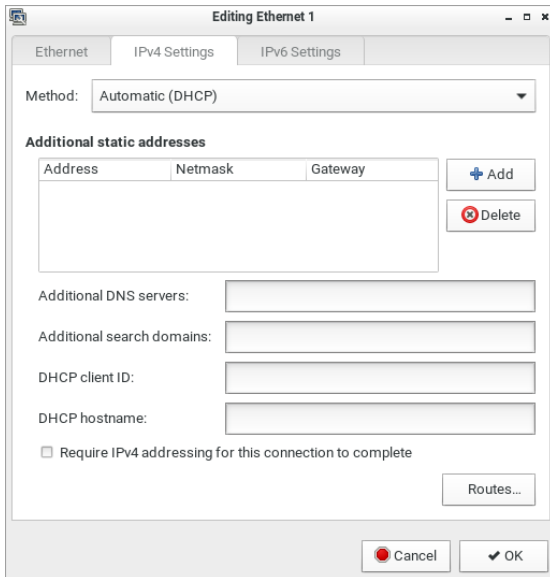 Editing Ethernet 1
Ethernet IPv4 Settings IPv6 Settings
Method: Automatic (DHCP)
Additional static addresses
Address Netmask Gateway
Add
Delete
Additional DNS servers:
Additional search domains:
DHCP client ID:
DHCP hostname:
Require IPv4 addressing for this connection to complete
Routes...
Cancel OK